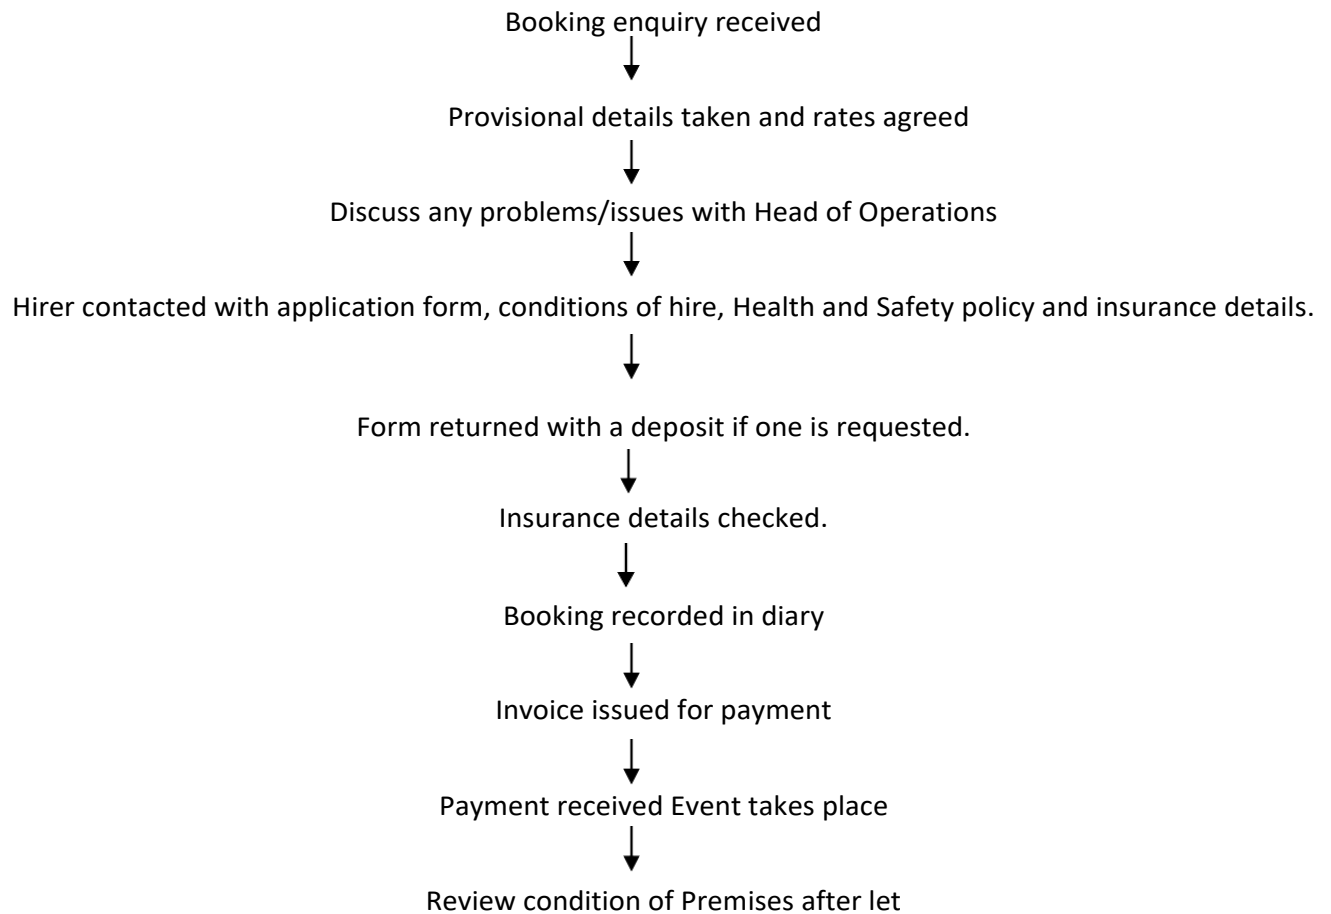 Booking enquiry received
Provisional details taken and rates agreed
Discuss any problems/issues with Head of Operations
Hirer contacted with application form, conditions of hire, Health and Safety policy and insurance details.
Form returned with a deposit if one is requested.
Insurance details checked.
Booking recorded in diary
Invoice issued for payment
Payment received Event takes place
Review condition of Premises after let